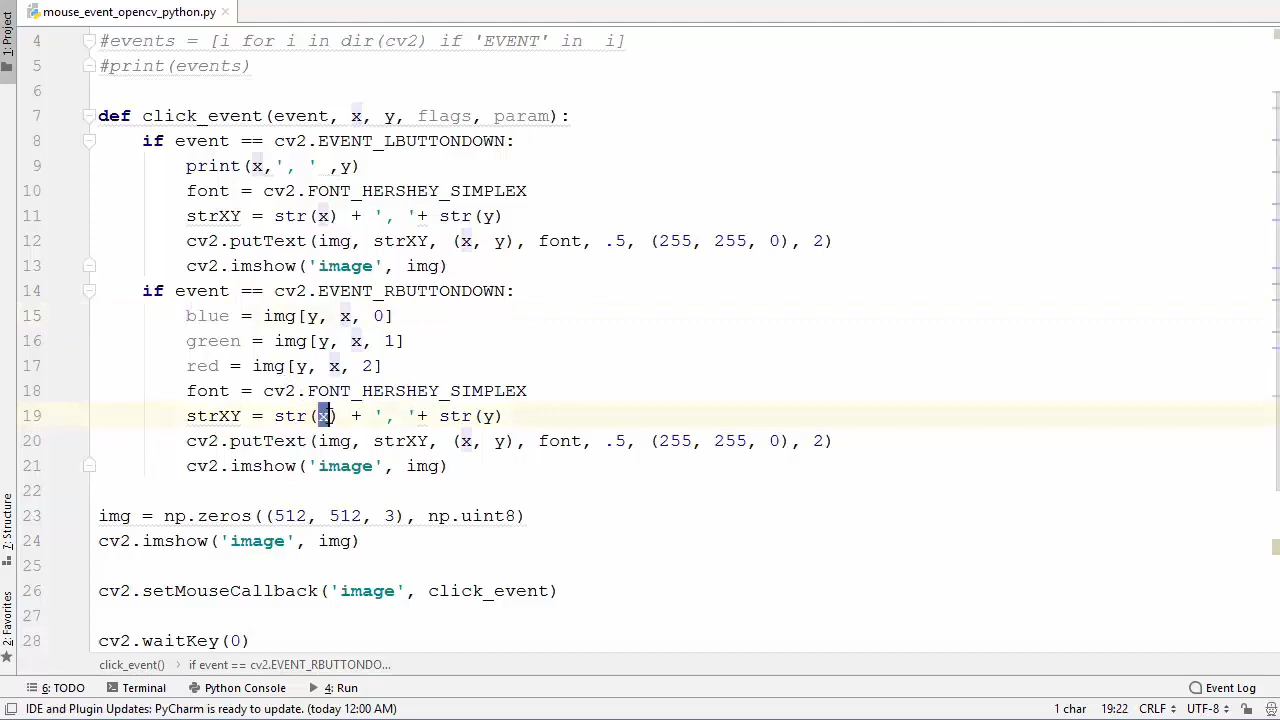 mouse_event_opencv_python.py
1: Project
4 #events = [i for i in dir(cv2) if 'EVENT' in  i]
5 #print(events)
6
7 def click_event(event, x, y, flags, param):
8 if event == cv2.EVENT_LBUTTONDOWN:
9 print(x,', ' ,y)
10 font = cv2.FONT_HERSHEY_SIMPLEX
11 strXY = str(x) + ', '+ str(y)
12 cv2.putText(img, strXY, (x, y), font, .5, (255, 255, 0), 2)
13 cv2.imshow('image', img)
14 if event == cv2.EVENT_RBUTTONDOWN:
15 blue = img[y, x, 0]
16 green = img[y, x, 1]
17 red = img[y, x, 2]
18 font = cv2.FONT_HERSHEY_SIMPLEX
19 strXY = str(x) + ', '+ str(y)
20 cv2.putText(img, strXY, (x, y), font, .5, (255, 255, 0), 2)
21 cv2.imshow('image', img)
22
23 img = np.zeros((512, 512, 3), np.uint8)
24 cv2.imshow('image', img)
25
26 cv2.setMouseCallback('image', click_event)
27
28 cv2.waitKey(0)
7: Structure
2: Favorites
click_event() if event == cv2.EVENT_RBUTTONDO...
6: TODO Terminal Python Console 4: Run Event Log
IDE and Plugin Updates: PyCharm is ready to update. (today 12:00 AM) 1 char 19:22 CRLF UTF-8